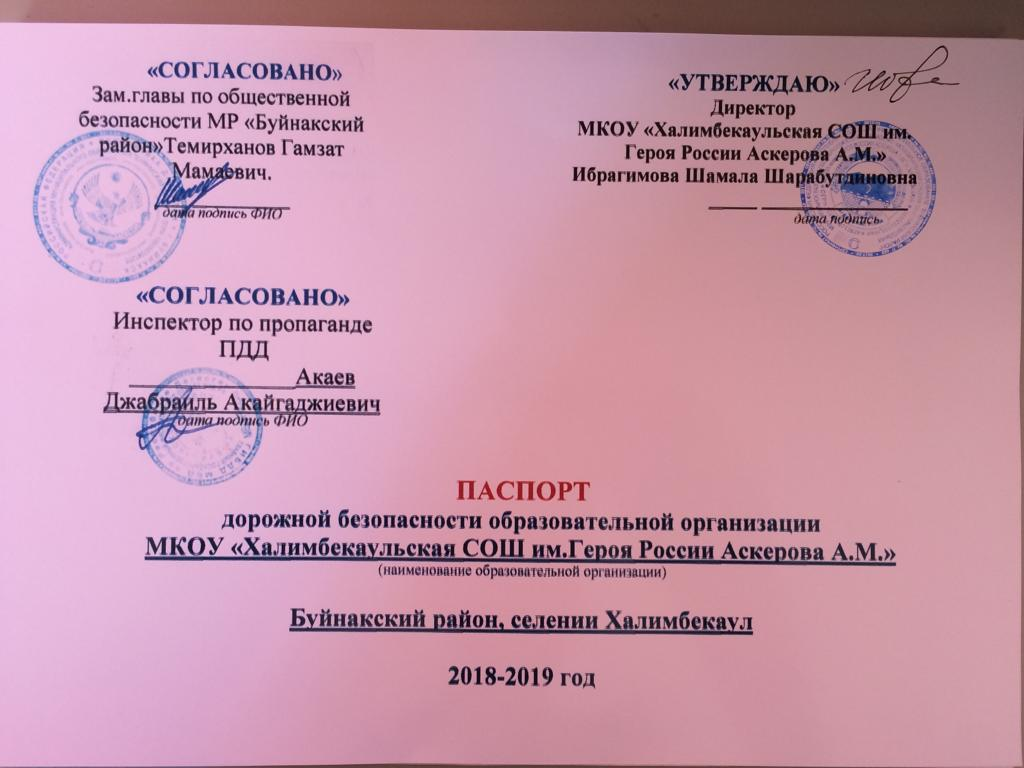 «СОГЛАСОВАНО»
Зам.главы по общественной
безопасности МР «Буйнакский
район»Темирханов Гамзат
Мамаевич.
дата подпись ФИО
«УТВЕРЖДАЮ»
Директор
МКОУ «Халимбекаульская СОШ им.
Героя России Аскерова А.М.»
Ибрагимова Шамала Шарабутдиновна
дата подпись
«СОГЛАСОВАНО»
Инспектор по пропаганде
ПДД
Акаев
Джабраиль Акайгаджиевич
дата подпись ФИО
ПАСПОРТ
дорожной безопасности образовательной организации
МКОУ «Халимбекаульская СОШ им.Героя России Аскерова А.М.»
(наименование образовательной организации)
Буйнакский район, селении Халимбекаул
2018-2019 год